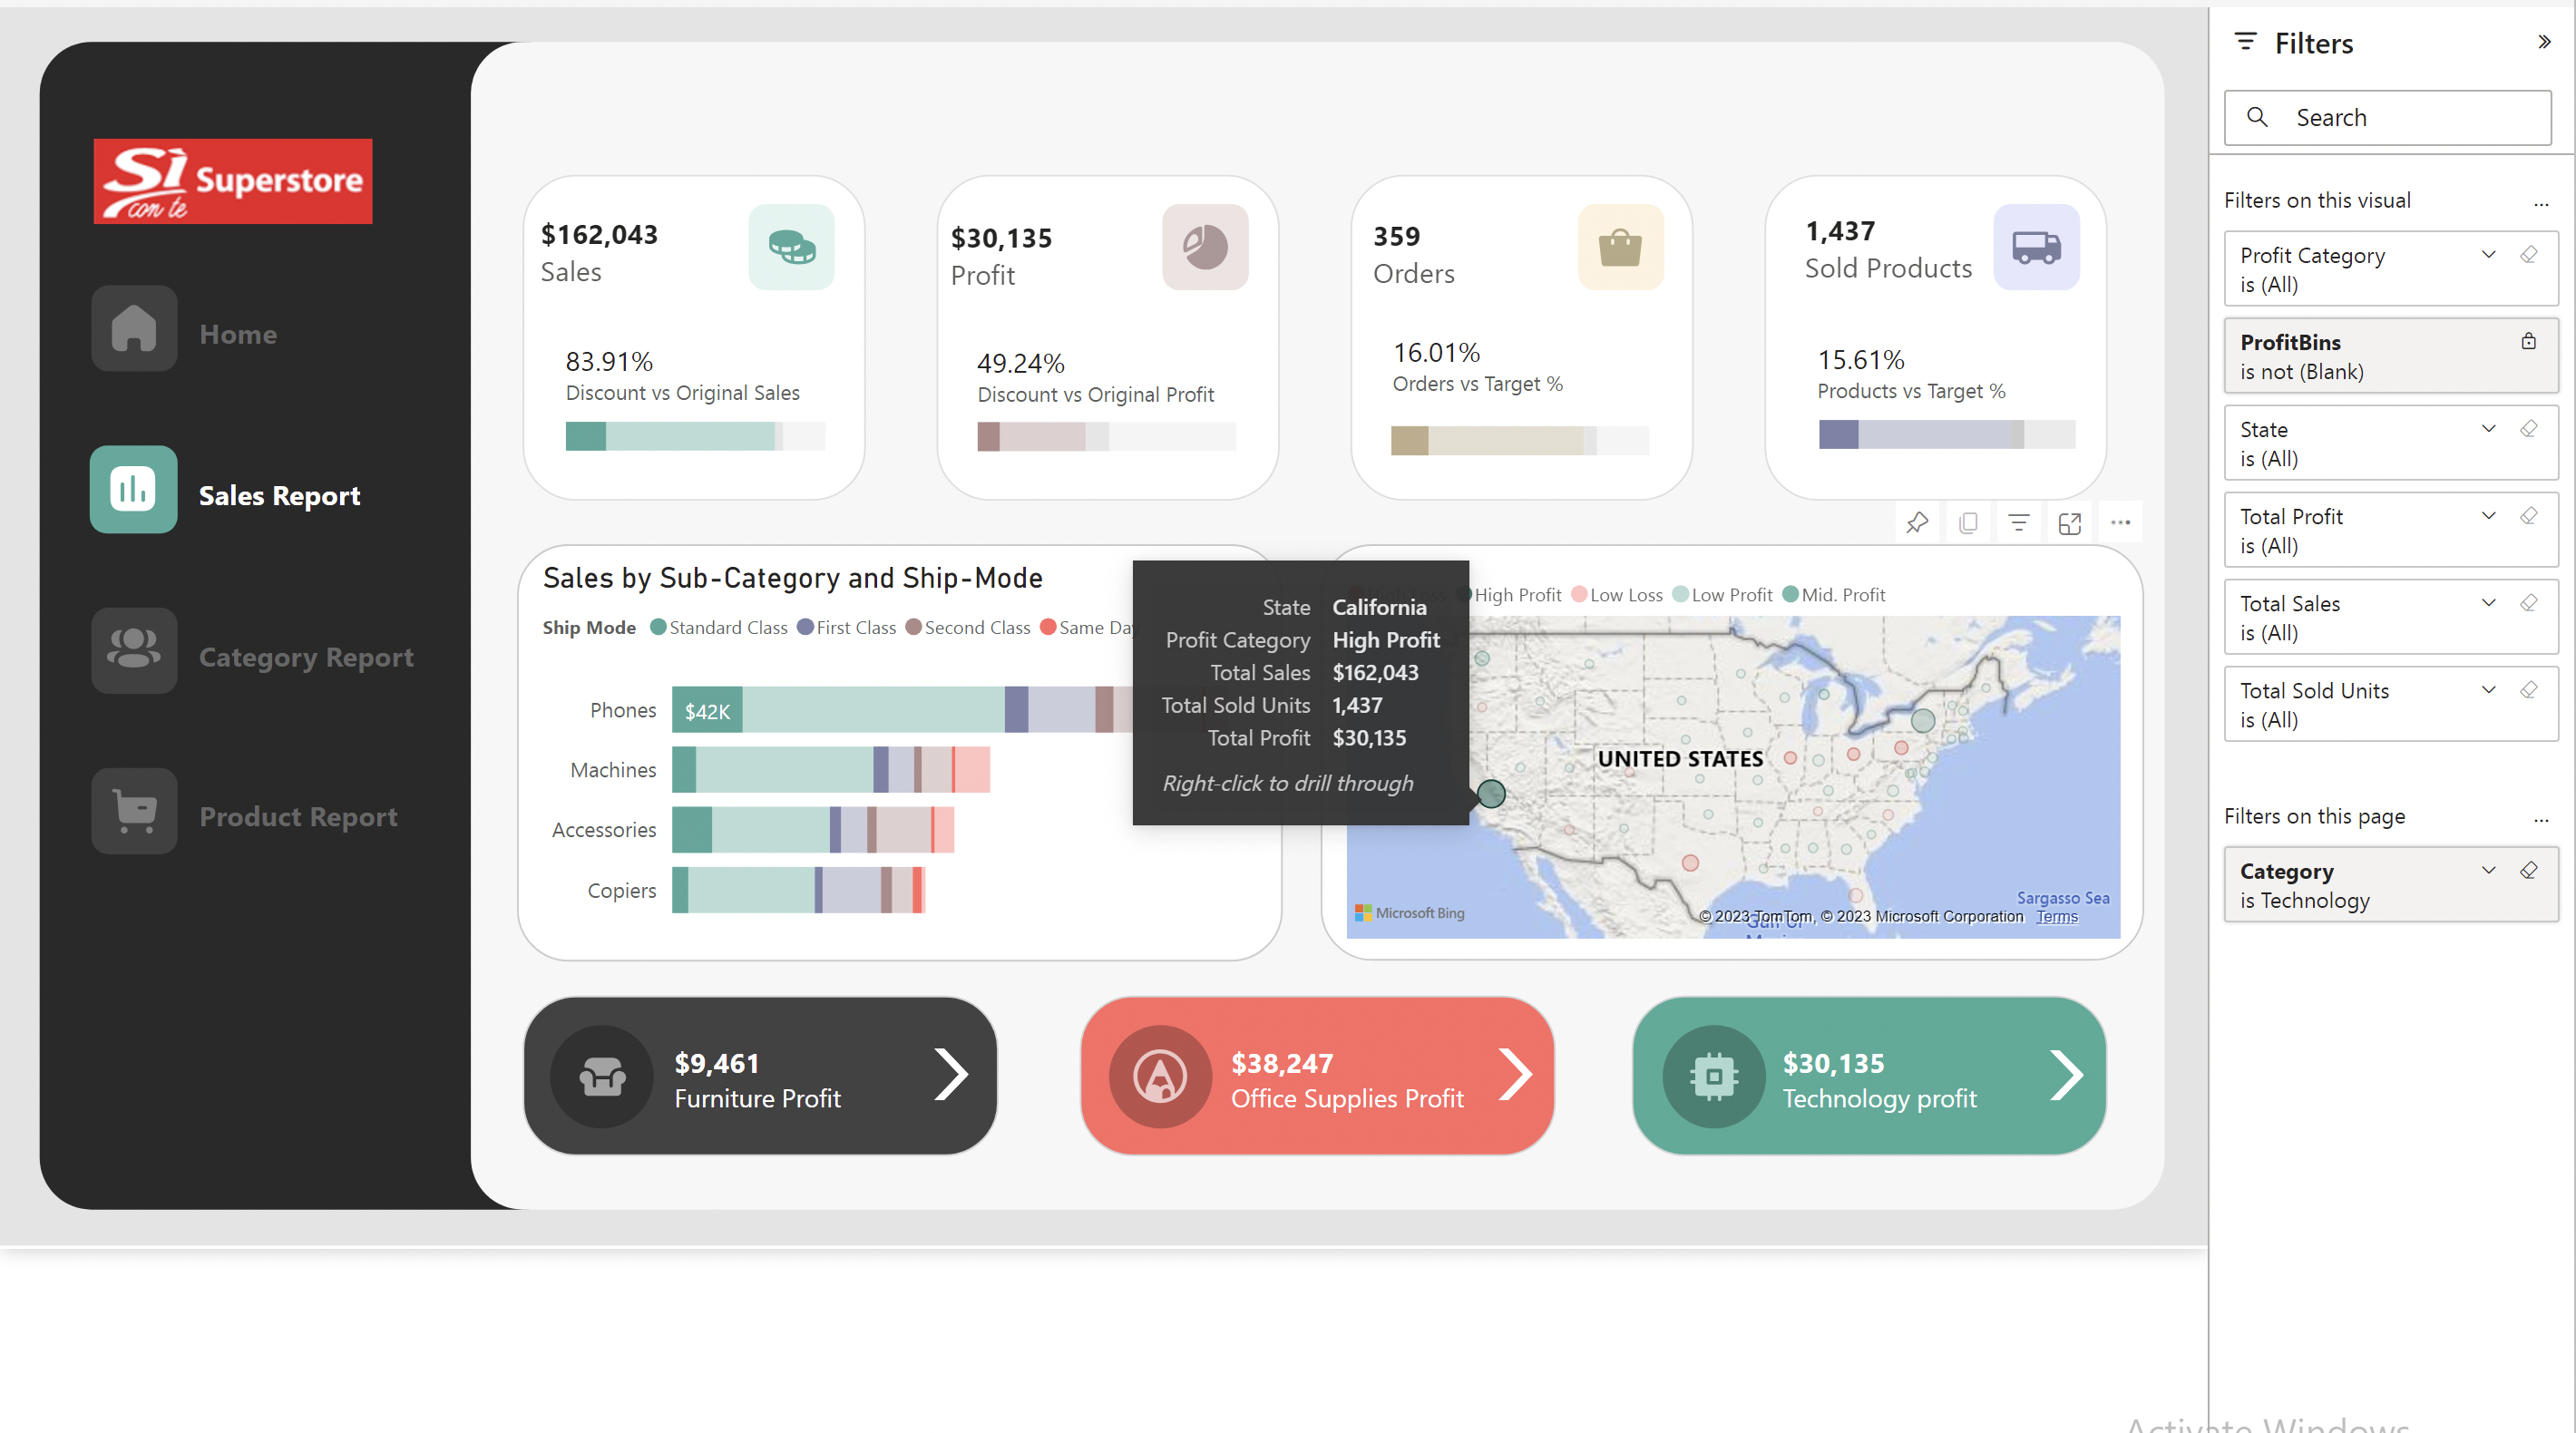 Sì
con te
Superstore
Home
Sales Report
Category Report
Product Report
$162,043
Sales
83.91%
Discount vs Original Sales
$30,135
Profit
49.24%
Discount vs Original Profit
359
Orders
16.01%
Orders vs Target %
1,437
Sold Products
15.61%
Products vs Target %
Sales by Sub-Category and Ship-Mode
Ship Mode Standard Class First Class Second Class Same Day
Phones
$42K
Machines
Accessories
Copiers
State California
Profit Category High Profit
Total Sales $162,043
Total Sold Units 1,437
Total Profit $30,135
Right-click to drill through
High Profit Low Loss Low Profit Mid. Profit
UNITED STATES
Sargasso Sea
Microsoft Bing
© 2023 TomTom, © 2023 Microsoft Corporation Terms
$9,461
Furniture Profit
$38,247
Office Supplies Profit
$30,135
Technology profit
Filters
Search
Filters on this visual
Profit Category
is (All)
ProfitBins
is not (Blank)
State
is (All)
Total Profit
is (All)
Total Sales
is (All)
Total Sold Units
is (All)
Filters on this page
Category
is Technology
Activate Windows